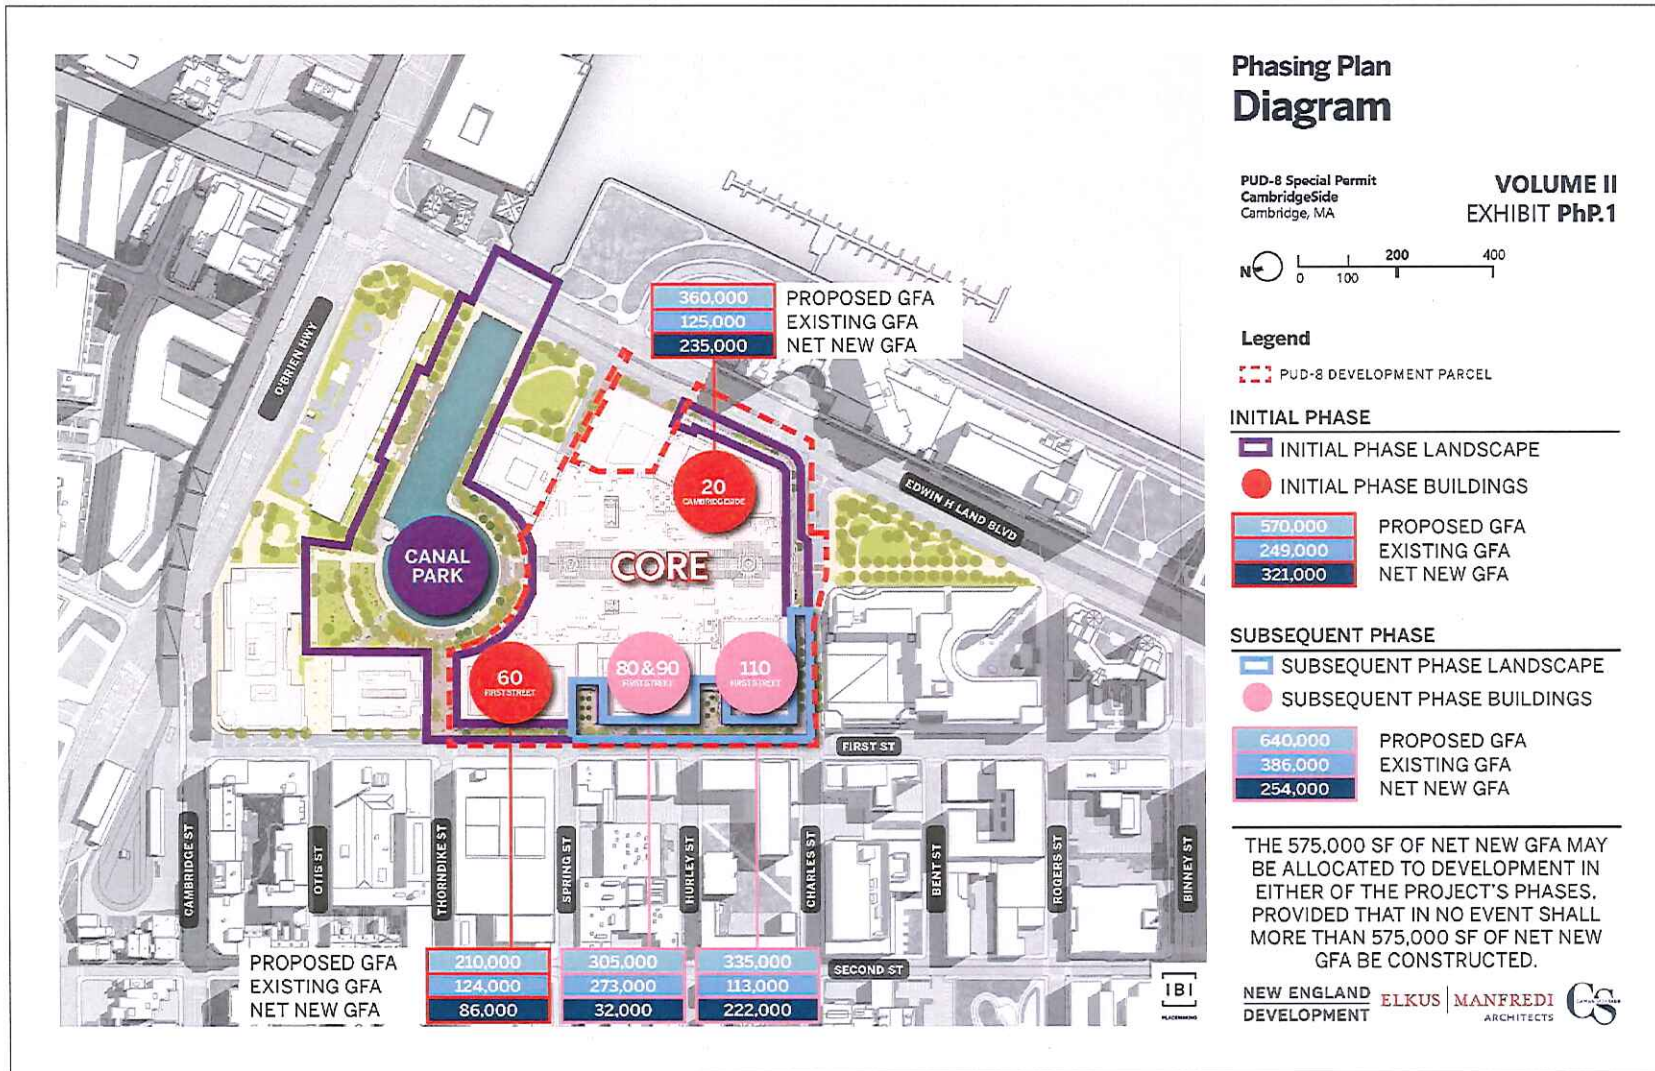 Phasing Plan
Diagram
PUD-8 Special Permit
CambridgeSide
Cambridge, MA
VOLUME II
EXHIBIT PhP.1
N
0
100
200
400
Legend
PUD-8 DEVELOPMENT PARCEL
INITIAL PHASE
INITIAL PHASE LANDSCAPE
INITIAL PHASE BUILDINGS
570,000 PROPOSED GFA
249,000 EXISTING GFA
321,000 NET NEW GFA
SUBSEQUENT PHASE
SUBSEQUENT PHASE LANDSCAPE
SUBSEQUENT PHASE BUILDINGS
640,000 PROPOSED GFA
386,000 EXISTING GFA
254,000 NET NEW GFA
THE 575,000 SF OF NET NEW GFA MAY
BE ALLOCATED TO DEVELOPMENT IN
EITHER OF THE PROJECT'S PHASES,
PROVIDED THAT IN NO EVENT SHALL
MORE THAN 575,000 SF OF NET NEW
GFA BE CONSTRUCTED.
NEW ENGLAND
DEVELOPMENT
ELKUS | MANFREDI
ARCHITECTS
CS
O'BRIEN HWY
360,000 PROPOSED GFA
125,000 EXISTING GFA
235,000 NET NEW GFA
20
CAMBRIDGESIDE
EDWIN H LAND BLVD
CANAL
PARK
CORE
60
FIRST STREET
80 & 90
FIRST STREET
110
FIRST STREET
FIRST ST
CAMBRIDGE ST
OTIS ST
THORNDIKE ST
SPRING ST
HURLEY ST
CHARLES ST
BENT ST
ROGERS ST
BINNEY ST
SECOND ST
PROPOSED GFA 210,000 305,000 335,000
EXISTING GFA 124,000 273,000 113,000
NET NEW GFA 86,000 32,000 222,000
IBI
PLACEMAKING